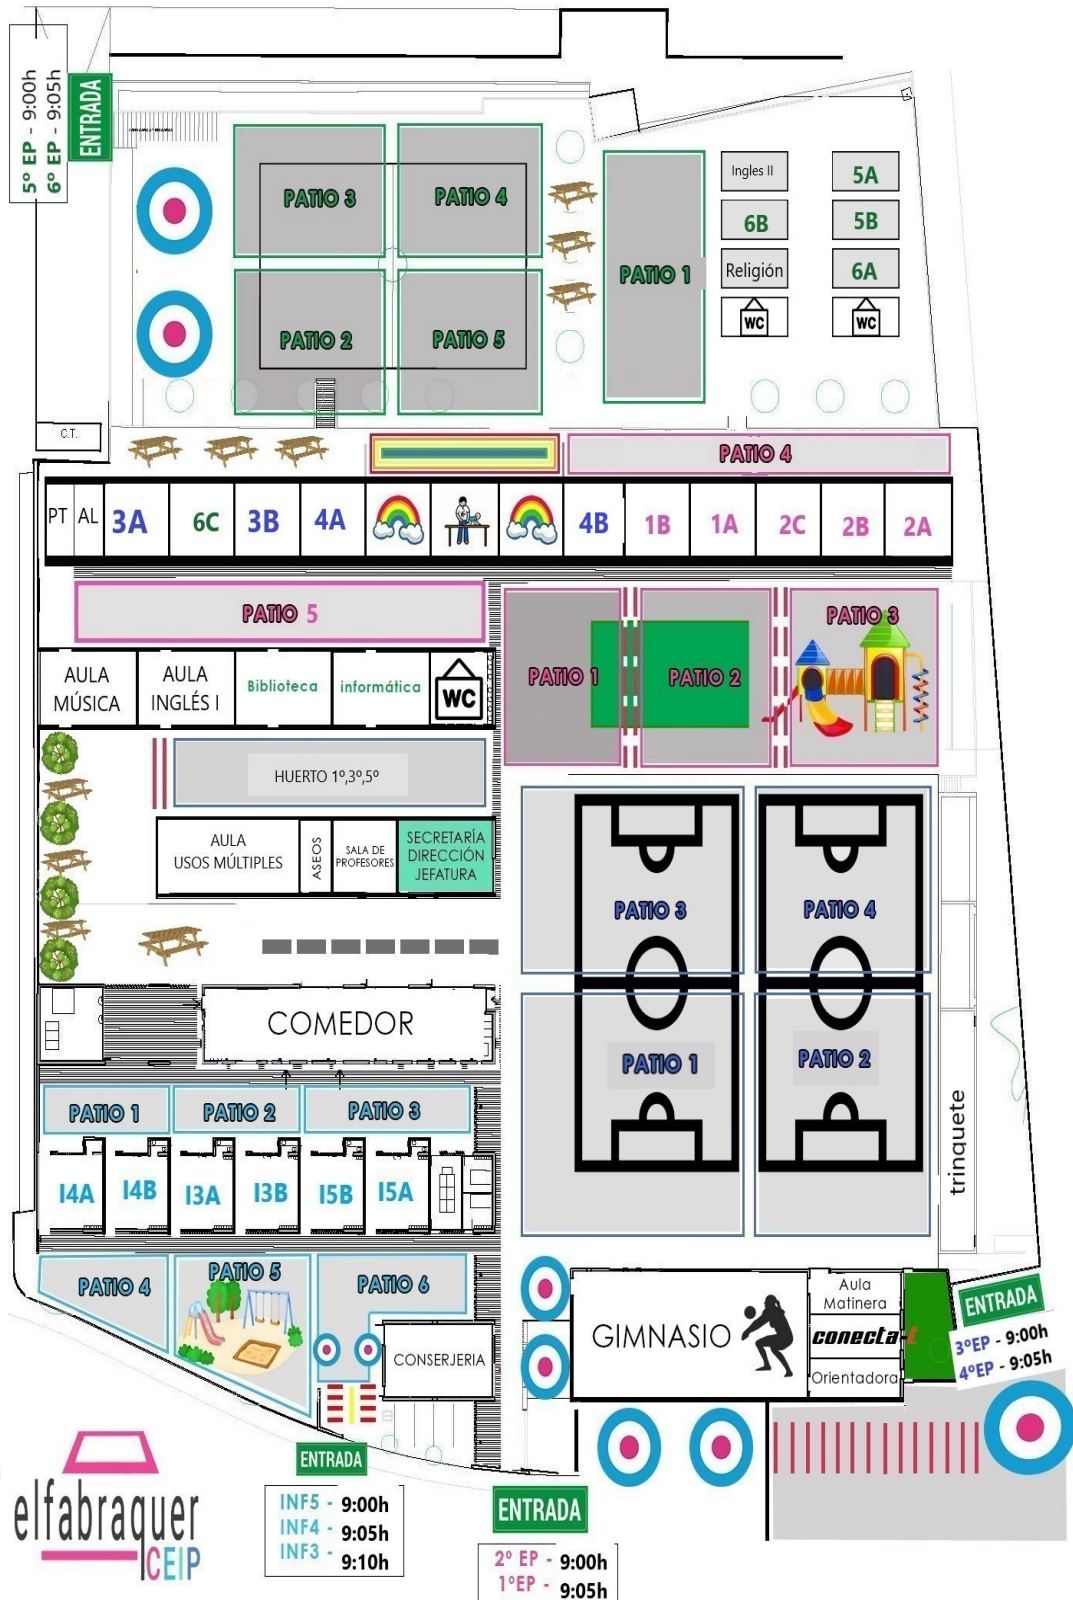 5º EP - 9:00h
6º EP - 9:05h
ENTRADA
PATIO 3
PATIO 4
PATIO 2
PATIO 5
PATIO 1
Ingles II
5A
6B
5B
Religión
6A
WC
WC
C.T.
PATIO 4
PT
AL
3A
6C
3B
4A
4B
1B
1A
2C
2B
2A
PATIO 5
PATIO 1
PATIO 2
PATIO 3
AULA
MÚSICA
AULA
INGLÉS I
Biblioteca
informática
WC
HUERTO 1º,3º,5º
AULA
USOS MÚLTIPLES
ASEOS
SALA DE
PROFESORES
SECRETARÍA
DIRECCIÓN
JEFATURA
PATIO 3
PATIO 4
PATIO 1
PATIO 2
COMEDOR
PATIO 1
PATIO 2
PATIO 3
I4A
I4B
I3A
I3B
I5B
I5A
trinquete
PATIO 4
PATIO 5
PATIO 6
CONSERJERIA
GIMNASIO
Aula
Matinera
conecta-t
Orientadora
ENTRADA
3ºEP - 9:00h
4ºEP - 9:05h
elfabraquer
CEIP
ENTRADA
INF5 - 9:00h
INF4 - 9:05h
INF3 - 9:10h
ENTRADA
2º EP - 9:00h
1ºEP - 9:05h